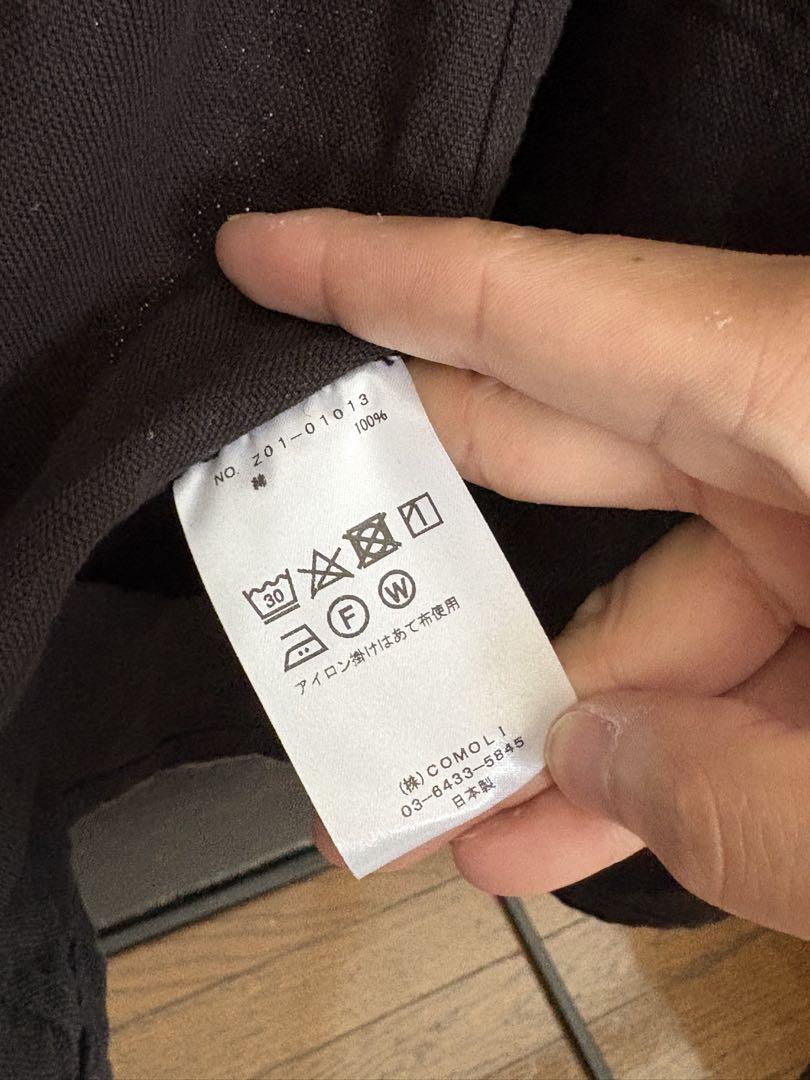 NO. Z01-01013
綿 100%
30
F W
アイロン掛けはあて布使用
(株)COMOLI
03-6433-5845
日本製